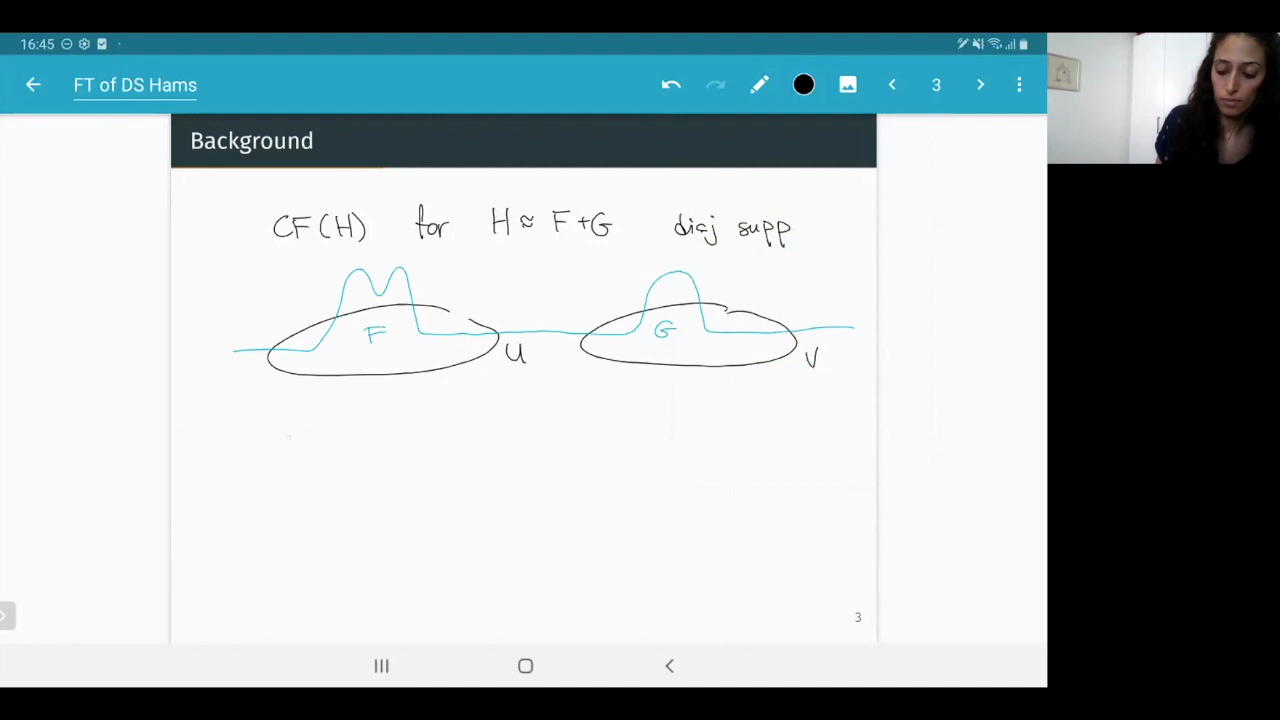 16:45
FT of DS Hams
3
Background
CF(H) for H ≈ F+G disj supp
F
G
U
V
3